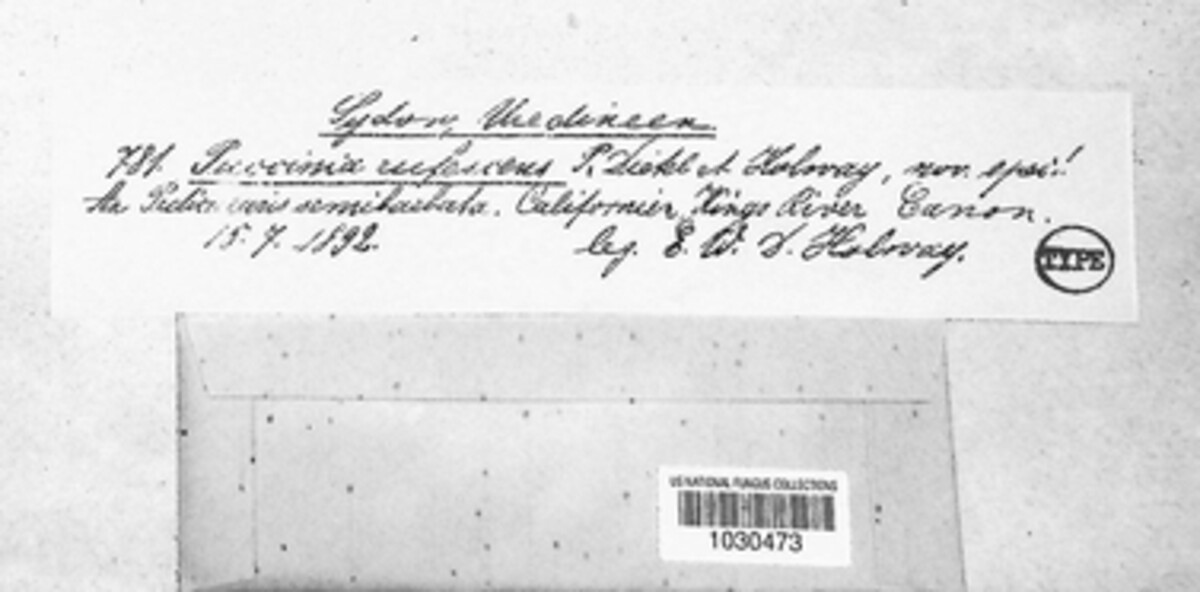 Sydow, Uredineen
781. Puccinia rufescens P. Dietel et Holway, nov. spec.!
An Pedicularis semibarbata. Californien, Kings River Canon.
15. 7. 1892. leg. E. W. D. Holway.
TYPE
US NATIONAL FUNGUS COLLECTIONS
1030473